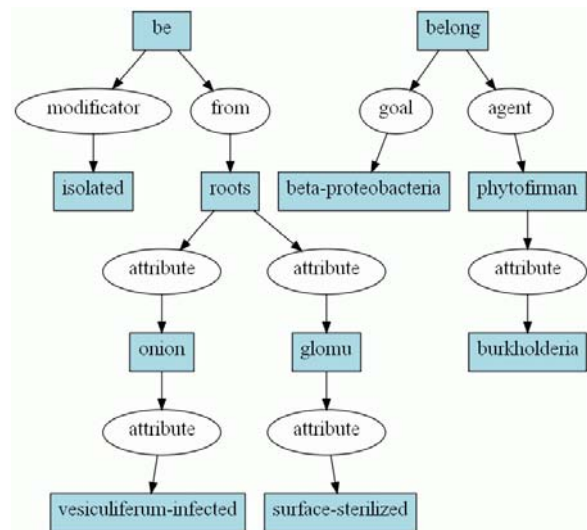 be
belong
modificator
from
goal
agent
isolated
roots
beta-proteobacteria
phytofirman
attribute
attribute
attribute
onion
glomu
burkholderia
attribute
attribute
vesiculiferum-infected
surface-sterilized